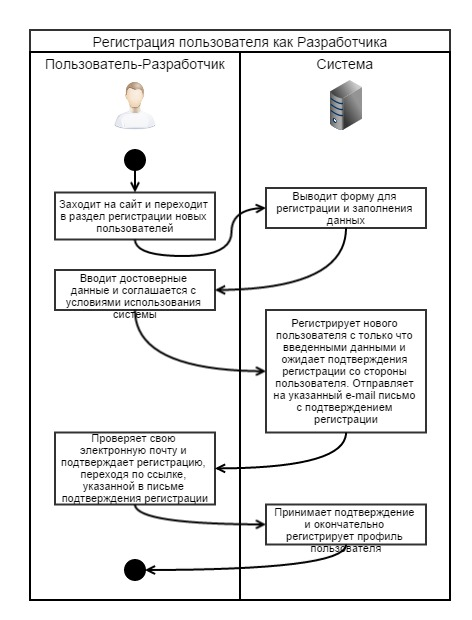 Регистрация пользователя как Разработчика
Пользователь-Разработчик
Система
Заходит на сайт и переходит
в раздел регистрации новых
пользователей
Выводит форму для
регистрации и заполнения
данных
Вводит достоверные
данные и соглашается с
условиями использования
системы
Регистрирует нового
пользователя с только что
введенными данными и
ожидает подтверждения
регистрации со стороны
пользователя. Отправляет
на указанный e-mail письмо
с подтверждением
регистрации
Проверяет свою
электронную почту и
подтверждает регистрацию,
переходя по ссылке,
указанной в письме
подтверждения регистрации
Принимает подтверждение
и окончательно
регистрирует профиль
пользователя